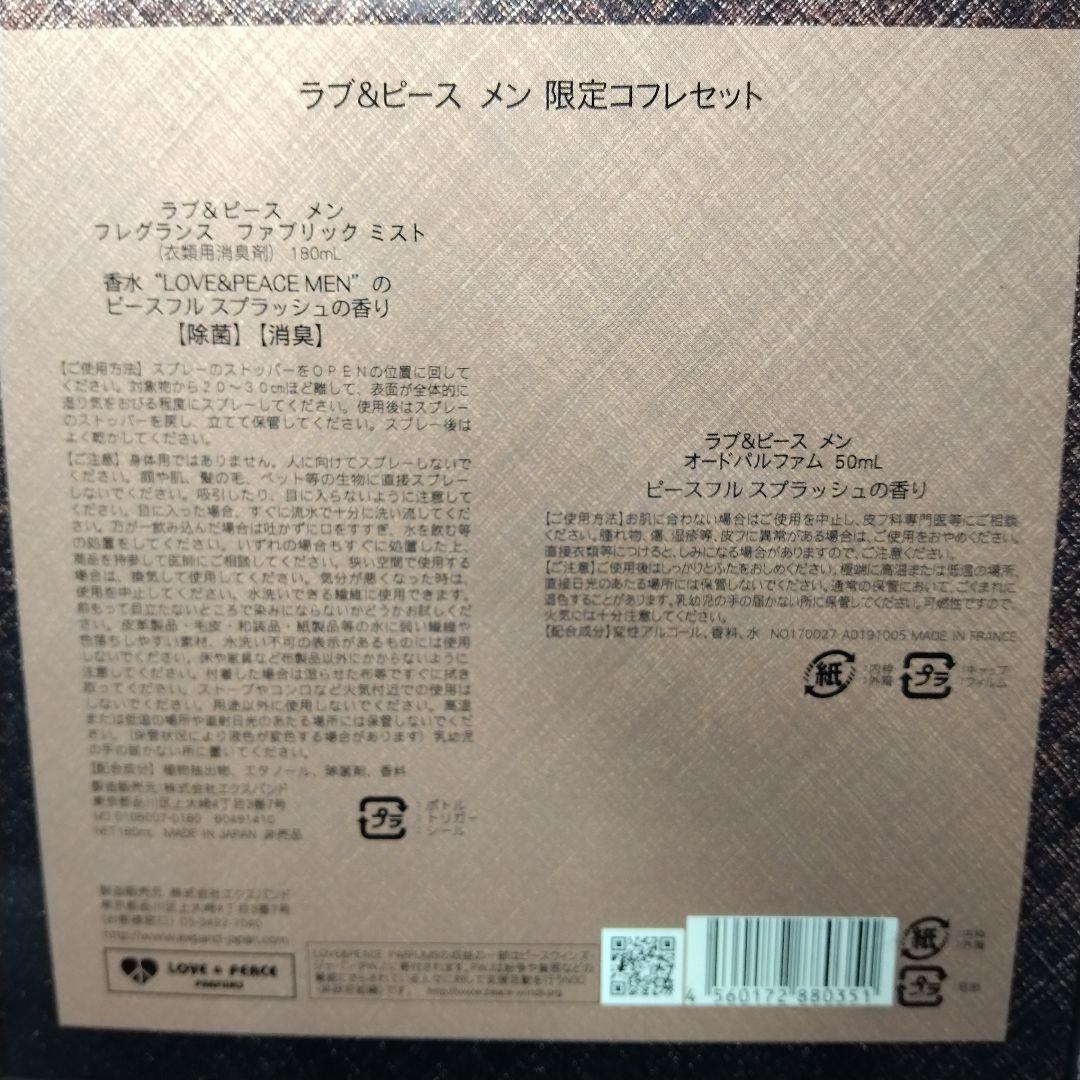 ラブ&ピース メン 限定コフレセット
ラブ&ピース メン
フレグランス ファブリック ミスト
(衣類用消臭剤) 180mL
香水“LOVE&PEACE MEN”の
ピースフル スプラッシュの香り
【除菌】【消臭】
【ご使用方法】スプレーのストッパーをOPENの位置に回して
ください。対象物から20〜30㎝ほど離して、表面が全体的に
湿り気をおびる程度にスプレーしてください。使用後はスプレー
のストッパーを戻し、立てて保管してください。スプレー後は
よく乾かしてください。
【ご注意】身体用ではありません。人に向けてスプレーしないで
ください。顔や肌、髪の毛、ペット等の生物に直接スプレー
しないでください。吸引したり、目に入らないように注意して
ください。目に入った場合、すぐに流水で十分に洗い流してくだ
さい。万が一飲み込んだ場合は吐かずに口をすすぎ、水を飲む等
の処置をしてください。いずれの場合もすぐに処置した上、
商品を持参して医師にご相談してください。狭い空間で使用する
場合は、換気して使用してください。気分が悪くなった時は、
使用を中止してください。水洗いできる繊維に使用できます。
前もって目立たないところで染みにならないかどうかお試しくだ
さい。皮革製品・毛皮・和装品・紙製品等の水に弱い繊維や
色落ちしやすい素材、水洗い不可の表示があるものには使用
しないでください。床や家具など布製品以外にかからないように
注意してください。付着した場合は湿らせた布等ですぐに拭き
取ってください。ストーブやコンロなど火気付近での使用は
しないでください。用途以外に使用しないでください。高温
または低温の場所や直射日光のあたる場所には保管しないでくだ
さい。(保管状況により液色が変色する場合があります)乳幼児
の手の届かない所に置いてください。
【配合成分】植物抽出物、エタノール、除菌剤、香料
製造販売元 株式会社エクスパンド
東京都品川区上大崎4丁目3番7号
NO.0106007-0180 B0491410
NET180mL MADE IN JAPAN 非売品
プラ
:ボトル
:トリガー
:シール
ラブ&ピース メン
オードパルファム 50mL
ピースフル スプラッシュの香り
【ご使用方法】お肌に合わない場合はご使用を中止し、皮フ科専門医等にご相談
ください。腫れ物、傷、湿疹等、皮フに異常がある場合は、ご使用をおやめください。
直接衣類等につけると、しみになる場合がありますので、ご注意ください。
【ご注意】ご使用後はしっかりとふたをおしめください。極端に高温または低温の場所、
直接日光のあたる場所には保管しないでください。通常の保管において、ごくまれに
退色することがあります。乳幼児の手の届かない所に保管してください。可燃性ですので、
火気には十分注意してください。
【配合成分】変性アルコール、香料、水 NO170027 A0191005 MADE IN FRANCE
紙
:内枠
:外箱
プラ
:キャップ
:フィルム
製造販売元 株式会社エクスパンド
東京都品川区上大崎4丁目3番7号
(お客様窓口) 03-5492-7040
http://www.expand-japan.com
LOVE & PEACE
PARFUMS
LOVE&PEACE PARFUMSの収益の一部はピースウィンズ
http://www.peace-winds.org
4 560172 880351
紙
:内枠
:外箱
プラ